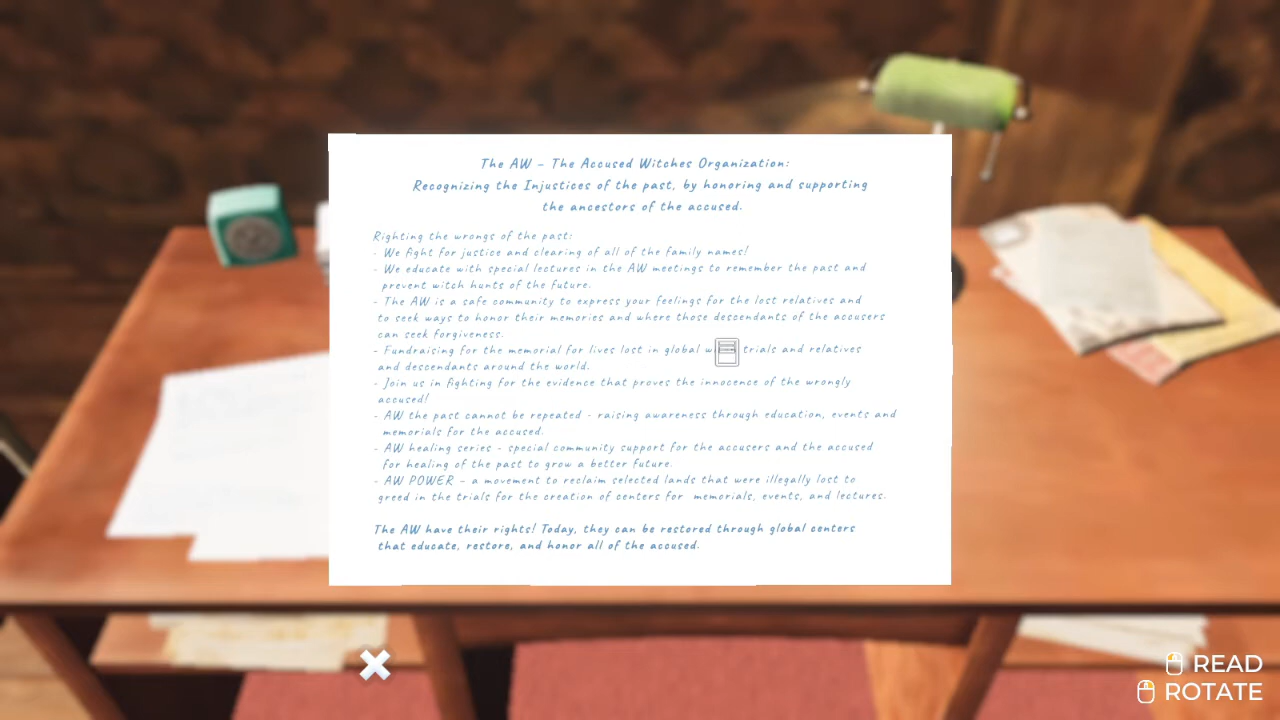 The AW – The Accused Witches Organization:
Recognizing the Injustices of the past, by honoring and supporting
the ancestors of the accused.
Righting the wrongs of the past:
- We fight for justice and clearing of all of the family names!
- We educate with special lectures in the AW meetings to remember the past and
prevent witch hunts of the future.
- The AW is a safe community to express your feelings for the lost relatives and
to seek ways to honor their memories and where those descendants of the accusers
can seek forgiveness.
- Fundraising for the memorial for lives lost in global trials and relatives
and descendants around the world.
- Join us in fighting for the evidence that proves the innocence of the wrongly
accused!
- AW the past cannot be repeated - raising awareness through education, events and
memorials for the accused.
- AW healing series - special community support for the accusers and the accused
for healing of the past to grow a better future.
- AW POWER – a movement to reclaim selected lands that were illegally lost to
greed in the trials for the creation of centers for memorials, events, and lectures.
The AW have their rights! Today, they can be restored through global centers
that educate, restore, and honor all of the accused.
READ
ROTATE